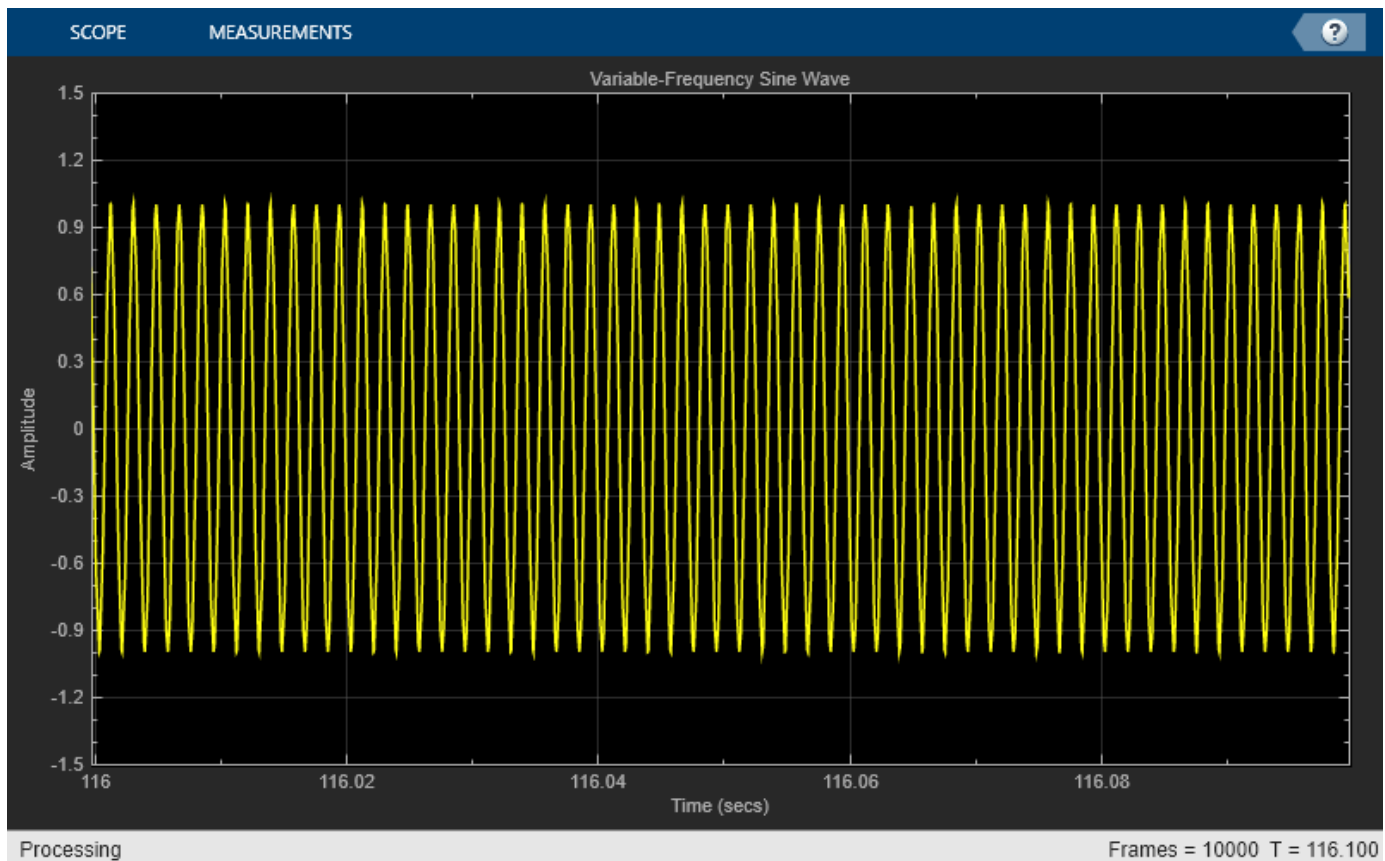 SCOPE MEASUREMENTS ?
Variable-Frequency Sine Wave
1.5
1.2
0.9
0.6
0.3
0
-0.3
-0.6
-0.9
-1.2
-1.5
Amplitude
116 116.02 116.04 116.06 116.08
Time (secs)
Processing Frames = 10000 T = 116.100